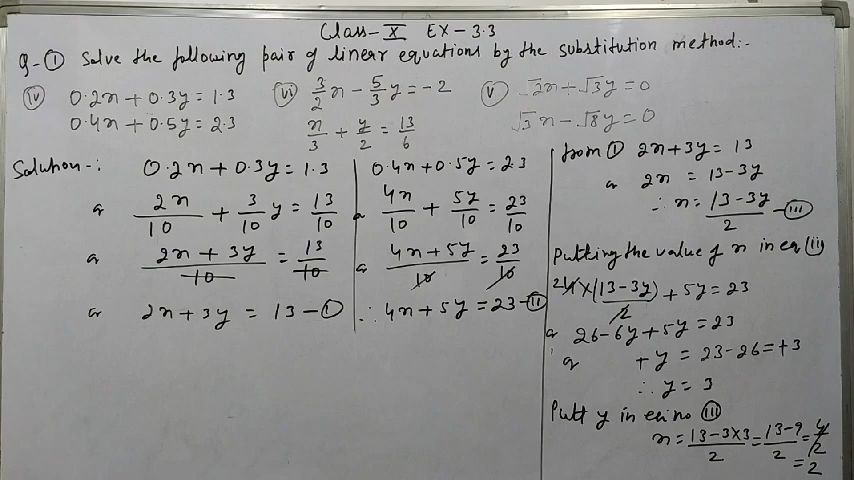 Class-X EX-3.3
Q-① Solve the following pair of linear equations by the substitution method:-
(iv) 0.2x+0.3y=1.3
0.4x+0.5y=2.3
(vi) 3/2 x - 5/3 y = -2
x/3 + y/2 = 13/6
(v) √2x+√3y=0
√3x-√8y=0
Solution-:
0.2x+0.3y=1.3
or 2x/10 + 3/10 y = 13/10
or 2x+3y/10 = 13/10
or 2x+3y = 13-①
0.4x+0.5y=2.3
or 4x/10 + 5y/10 = 23/10
or 4x+5y/10 = 23/10
∴ 4x+5y=23-(ii)
from ① 2x+3y=13
or 2x = 13-3y
∴ x = 13-3y/2 -(iii)
Putting the value of x in eq (ii)
2 4×(13-3y)/2 + 5y=23
or 26-6y+5y=23
or +y = 23-26=+3
∴ y = 3
Putt y in eq no (iii)
x = 13-3×3/2 = 13-9/2 = 4/2
= 2